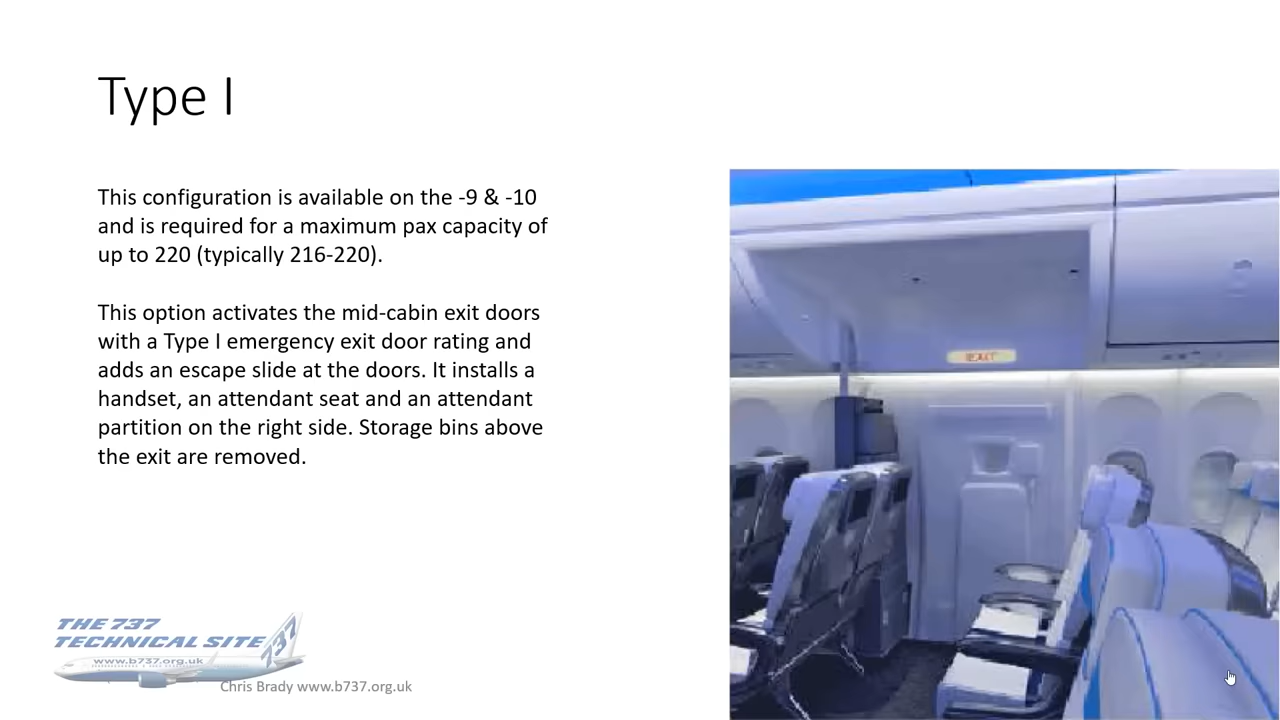 Type I
This configuration is available on the -9 & -10
and is required for a maximum pax capacity of
up to 220 (typically 216-220).
This option activates the mid-cabin exit doors
with a Type I emergency exit door rating and
adds an escape slide at the doors. It installs a
handset, an attendant seat and an attendant
partition on the right side. Storage bins above
the exit are removed.
EXIT
THE 737
TECHNICAL SITE
737
www.b737.org.uk
Chris Brady www.b737.org.uk